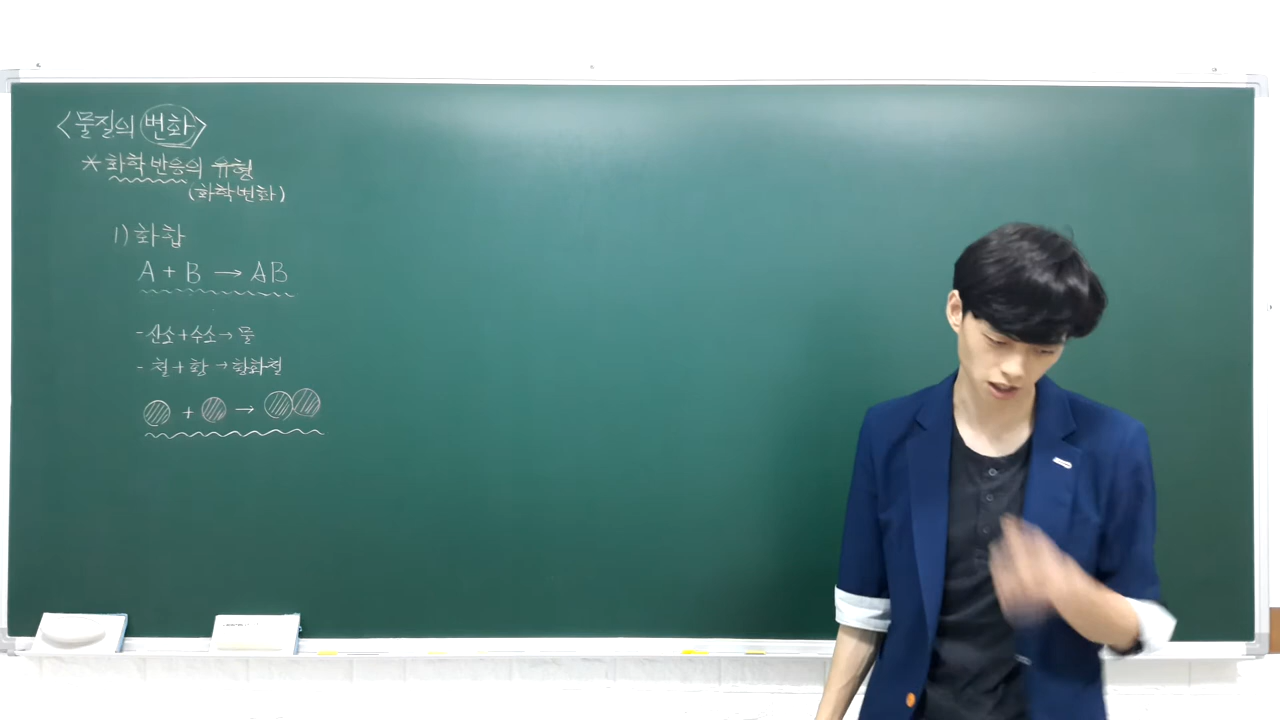 <물질의 변화>
* 화학 반응의 유형
(화학변화)
1) 화합
A + B → AB
- 산소 + 수소 → 물
- 철 + 황 → 황화철
+ →